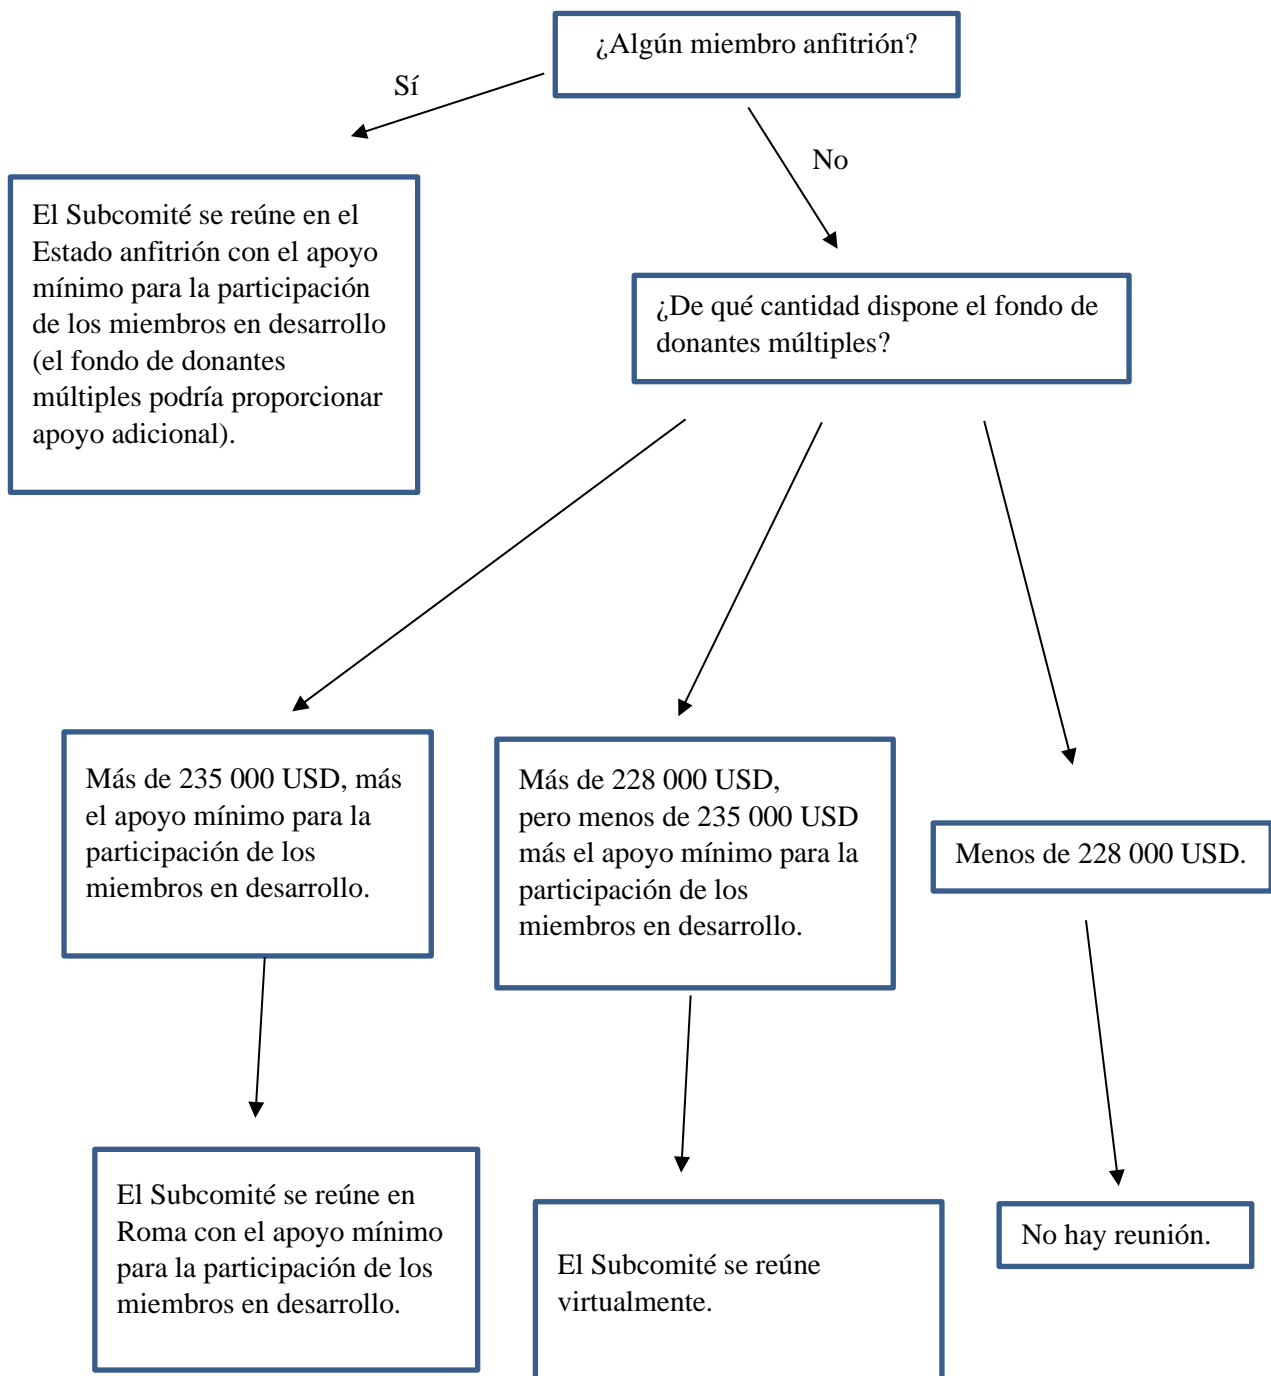 ¿Algún miembro anfitrión?
Sí
No
El Subcomité se reúne en el
Estado anfitrión con el apoyo
mínimo para la participación
de los miembros en desarrollo
(el fondo de donantes
múltiples podría proporcionar
apoyo adicional).
¿De qué cantidad dispone el fondo de
donantes múltiples?
Más de 235 000 USD, más
el apoyo mínimo para la
participación de los
miembros en desarrollo.
Más de 228 000 USD,
pero menos de 235 000 USD
más el apoyo mínimo para la
participación de los
miembros en desarrollo.
Menos de 228 000 USD.
El Subcomité se reúne en
Roma con el apoyo mínimo
para la participación de los
miembros en desarrollo.
El Subcomité se reúne
virtualmente.
No hay reunión.